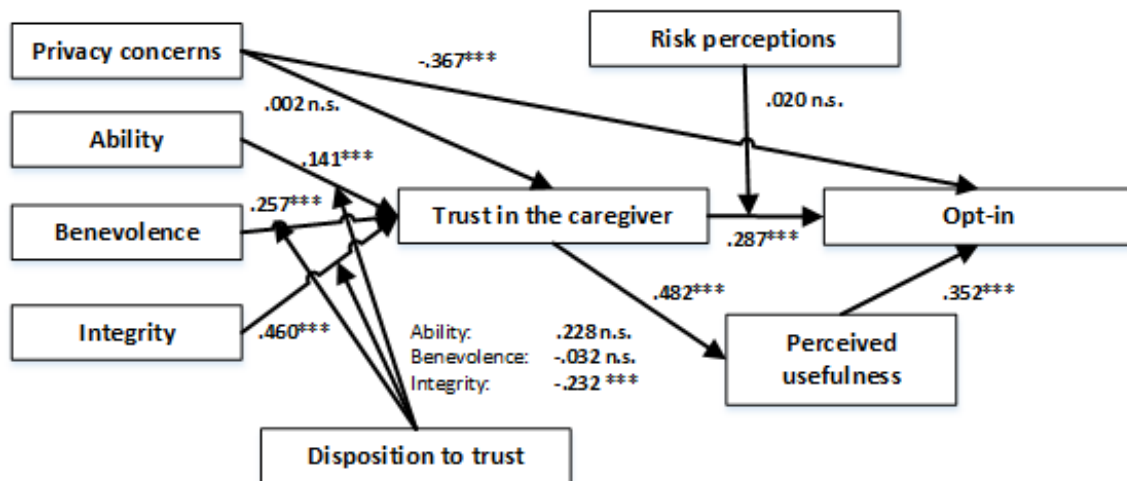 Privacy concerns
Risk perceptions
-.367***
.002 n.s.
.020 n.s.
Ability
.141***
.257***
Benevolence
Trust in the caregiver
Opt-in
.287***
Integrity
.460***
.482***
.352***
Ability: .228 n.s.
Benevolence: -.032 n.s.
Integrity: -.232 ***
Perceived
usefulness
Disposition to trust